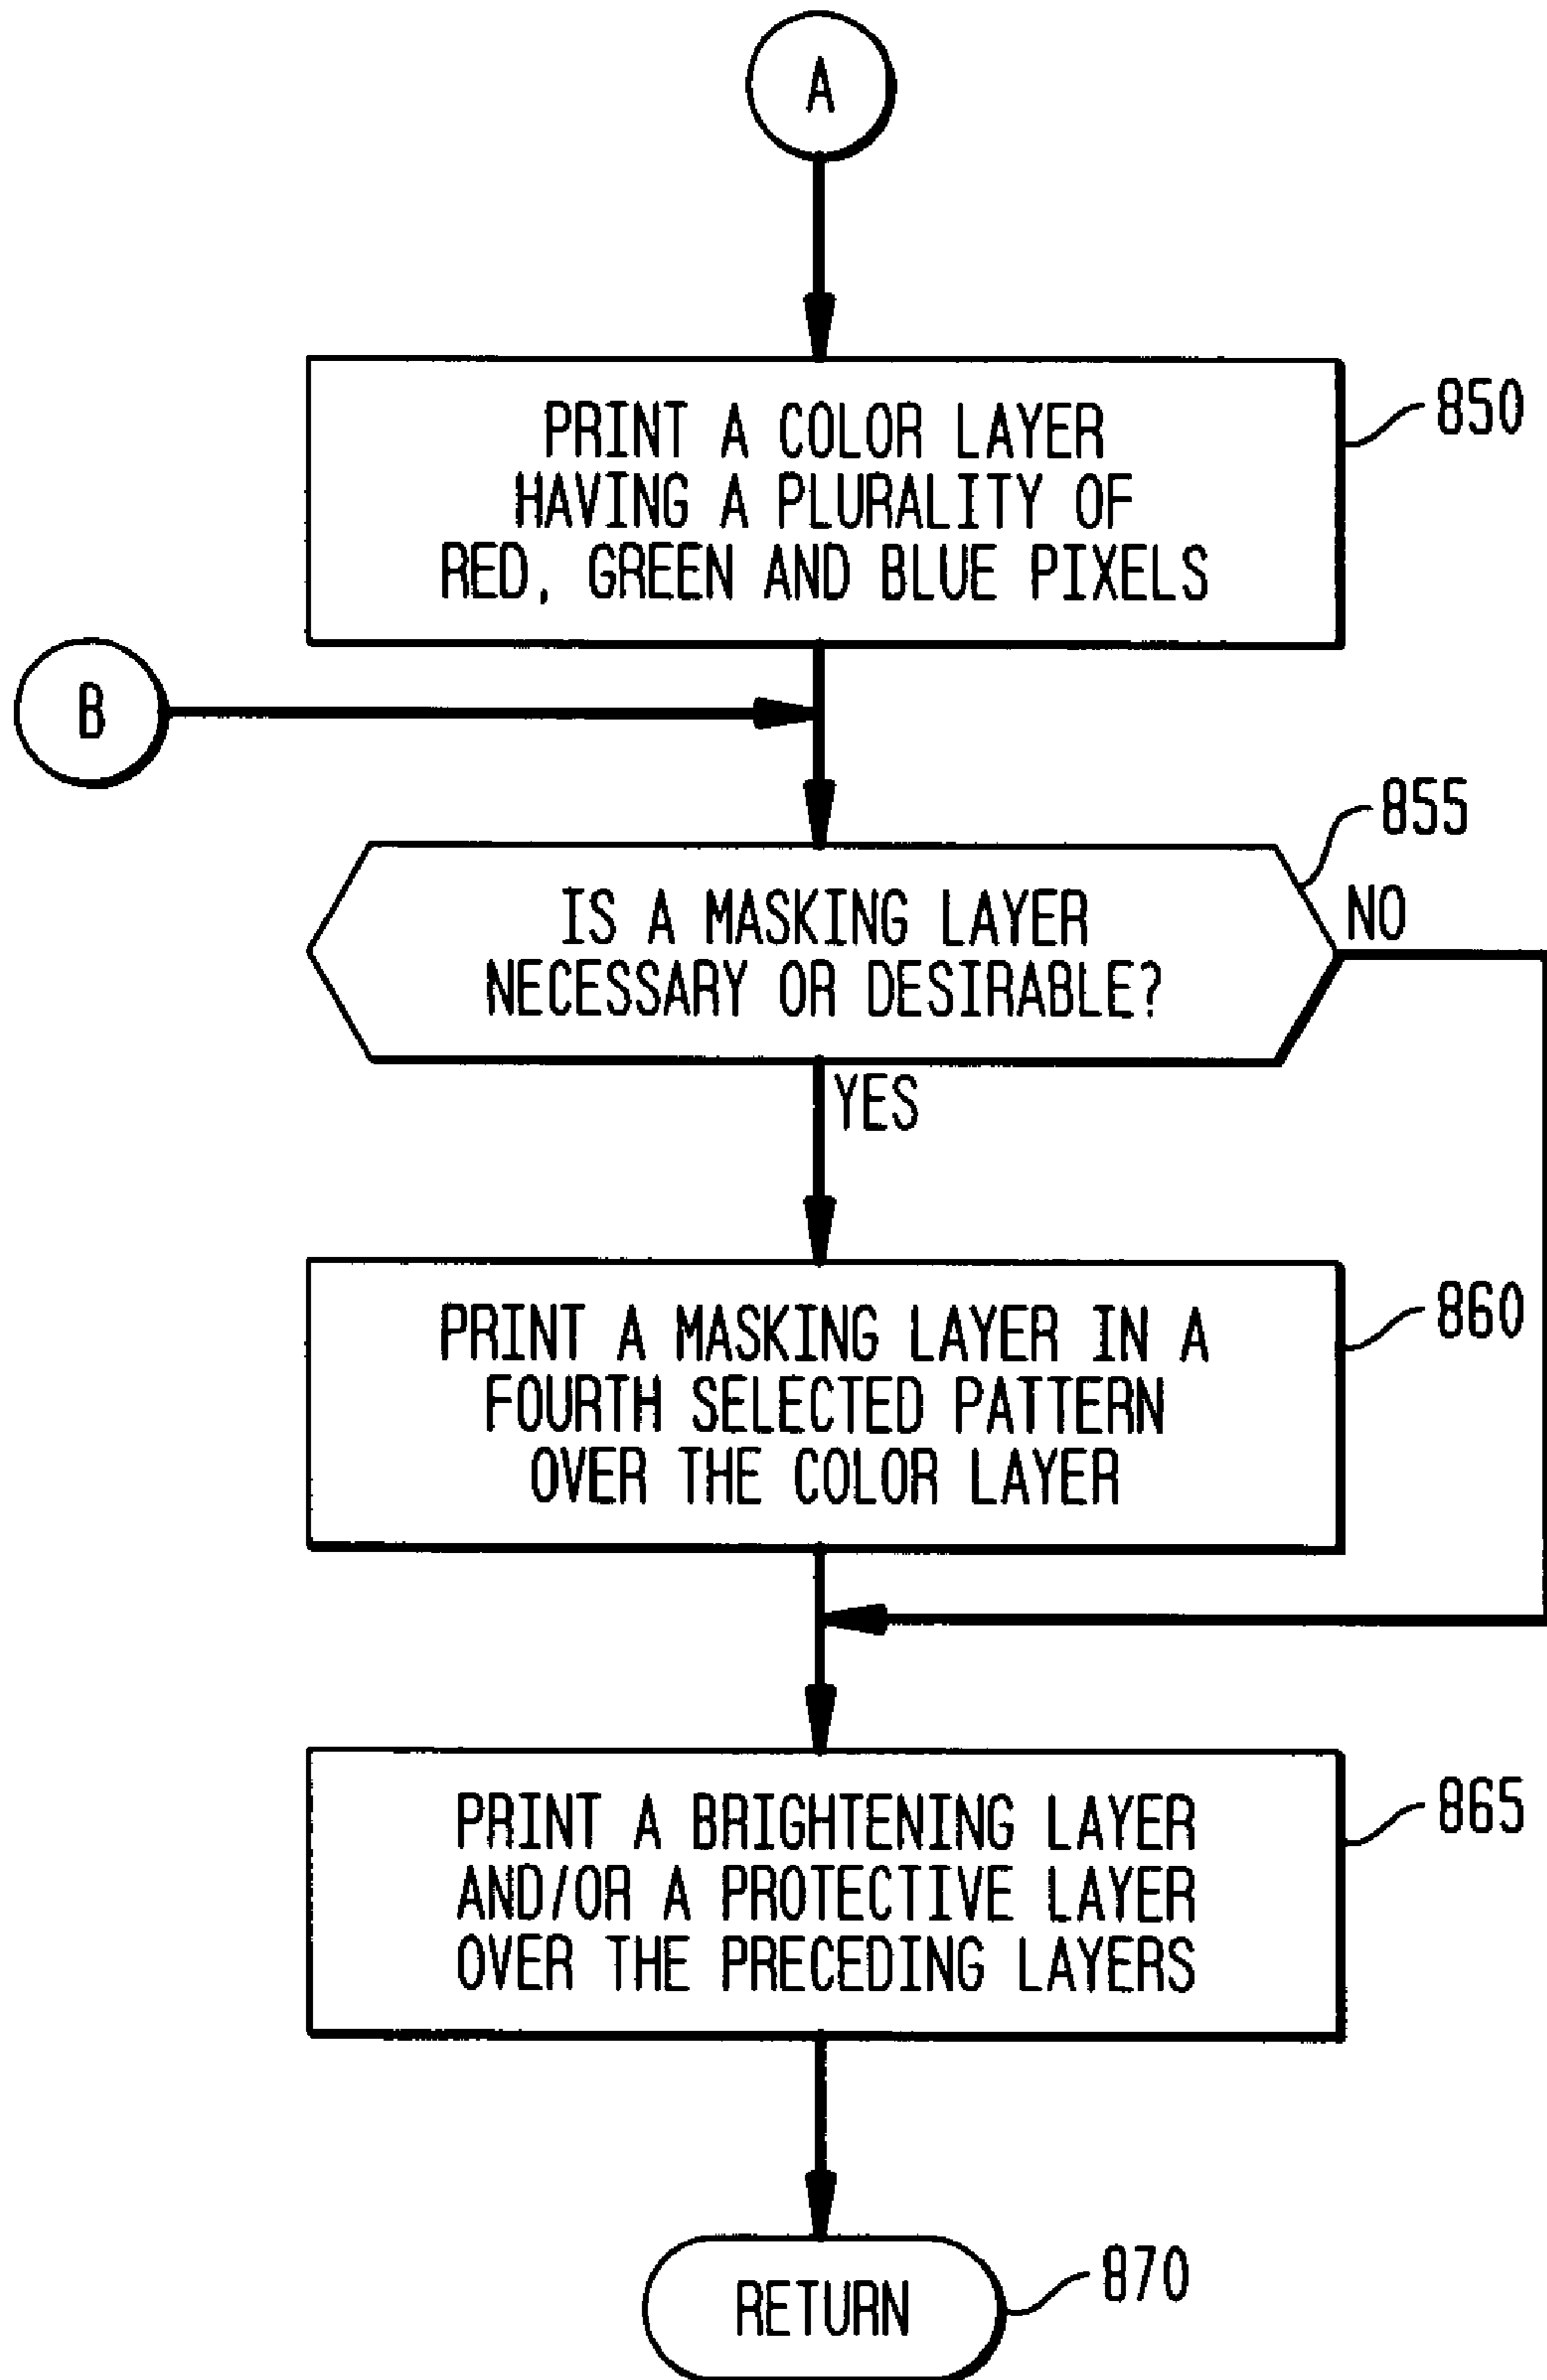 A
PRINT A COLOR LAYER
HAVING A PLURALITY OF
RED, GREEN AND BLUE PIXELS
850
B
855
IS A MASKING LAYER
NECESSARY OR DESIRABLE?
NO
YES
PRINT A MASKING LAYER IN A
FOURTH SELECTED PATTERN
OVER THE COLOR LAYER
860
PRINT A BRIGHTENING LAYER
AND/OR A PROTECTIVE LAYER
OVER THE PRECEDING LAYERS
865
RETURN
870